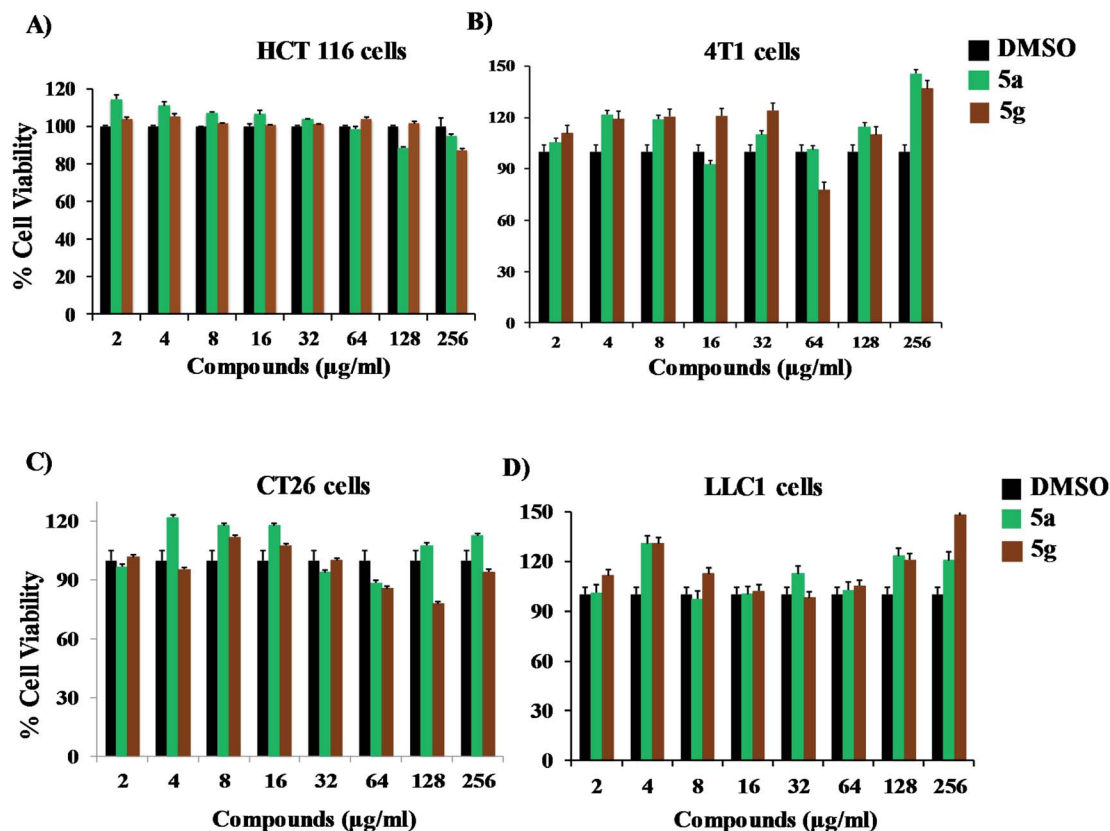 A)
HCT 116 cells
% Cell Viability
120
100
80
60
40
20
0
2 4 8 16 32 64 128 256
Compounds (µg/ml)
B)
4T1 cells
150
120
90
60
30
0
2 4 8 16 32 64 128 256
Compounds (µg/ml)
DMSO
5a
5g
C)
CT26 cells
% Cell Viability
120
90
60
30
0
2 4 8 16 32 64 128 256
Compounds (µg/ml)
D)
LLC1 cells
150
120
90
60
30
0
2 4 8 16 32 64 128 256
Compounds (µg/ml)
DMSO
5a
5g